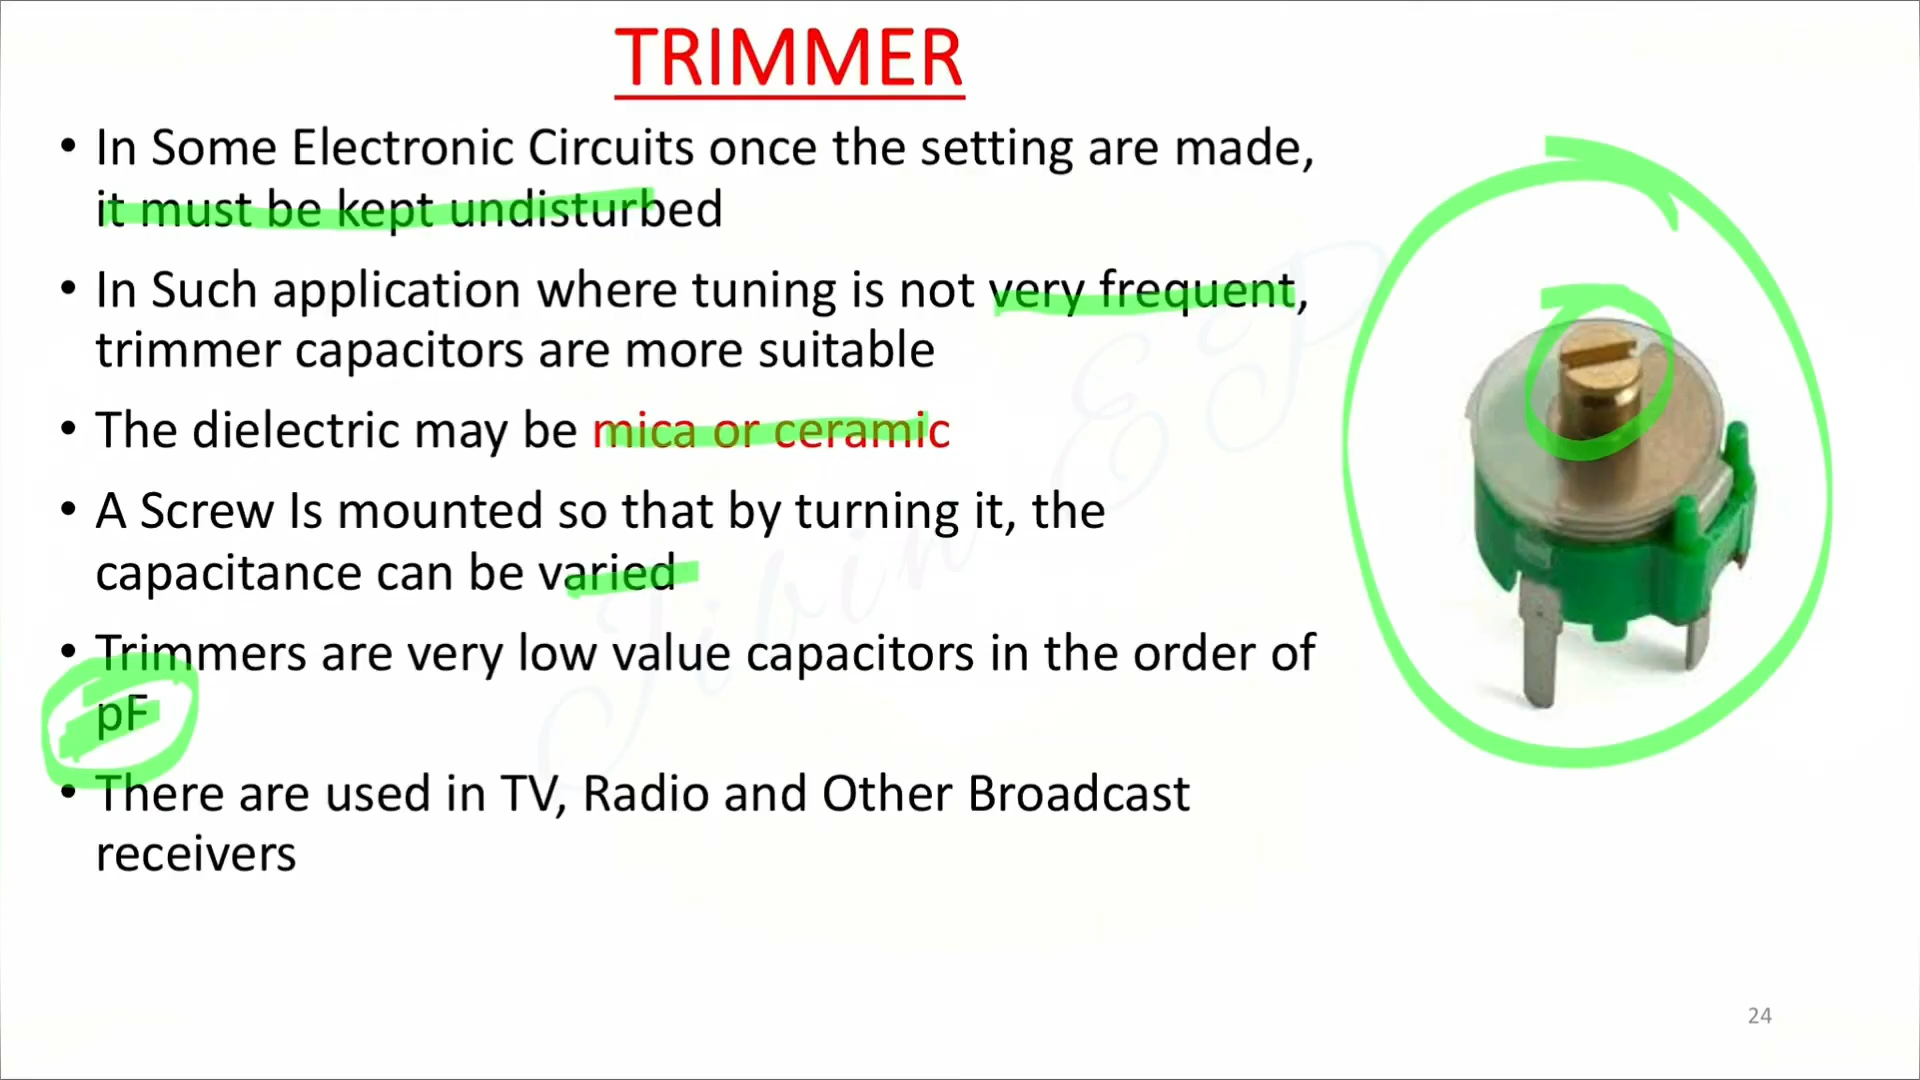 TRIMMER
• In Some Electronic Circuits once the setting are made,
it must be kept undisturbed
• In Such application where tuning is not very frequent,
trimmer capacitors are more suitable
• The dielectric may be mica or ceramic
• A Screw Is mounted so that by turning it, the
capacitance can be varied
• Trimmers are very low value capacitors in the order of
pF
• There are used in TV, Radio and Other Broadcast
receivers
Jibin EP
24